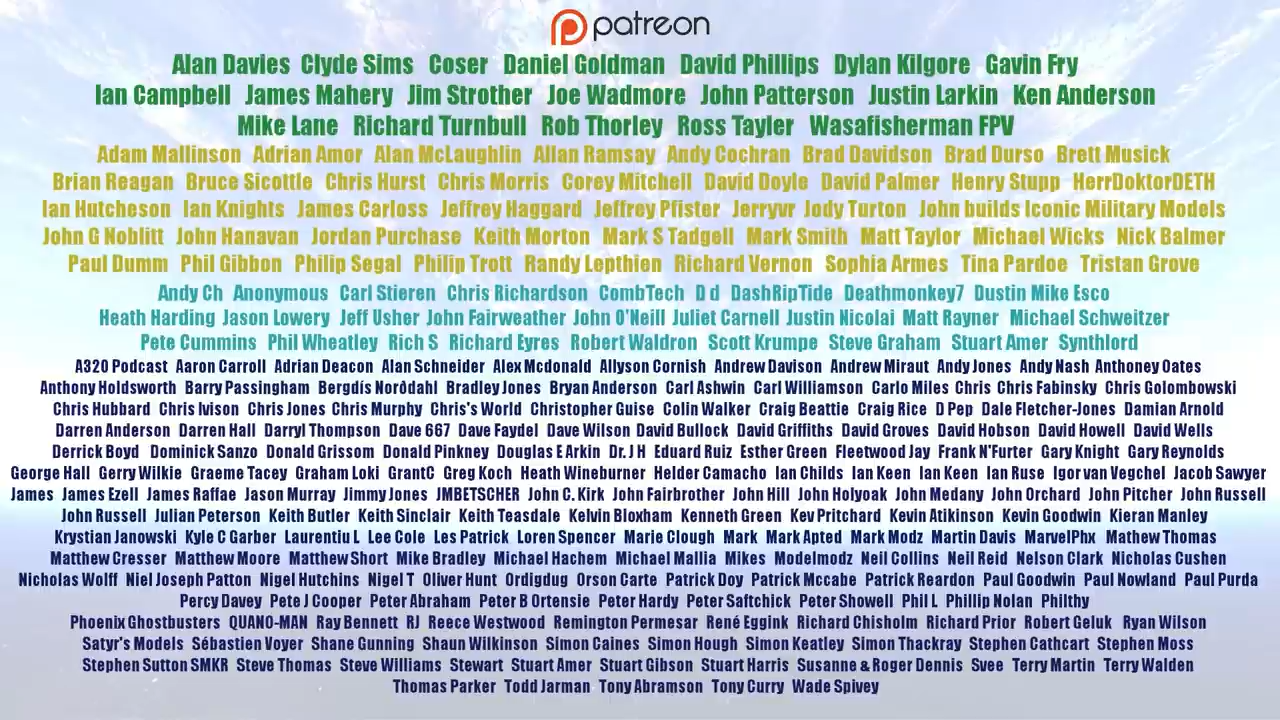 patreon
Alan Davies Clyde Sims Coser Daniel Goldman David Phillips Dylan Kilgore Gavin Fry
Ian Campbell James Mahery Jim Strother Joe Wadmore John Patterson Justin Larkin Ken Anderson
Mike Lane Richard Turnbull Rob Thorley Ross Tayler Wasafisherman FPV
Adam Mallinson Adrian Amor Alan McLaughlin Allan Ramsay Andy Cochran Brad Davidson Brad Durso Brett Musick
Brian Reagan Bruce Sicottle Chris Hurst Chris Morris Corey Mitchell David Doyle David Palmer Henry Stupp HerrDoktorDETH
Ian Hutcheson Ian Knights James Carloss Jeffrey Haggard Jeffrey Pfister Jerryvr Jody Turton John builds Iconic Military Models
John G Noblitt John Hanavan Jordan Purchase Keith Morton Mark S Tadgell Mark Smith Matt Taylor Michael Wicks Nick Balmer
Paul Dumm Phil Gibbon Philip Segal Philip Trott Randy Lepthien Richard Vernon Sophia Armes Tina Pardoe Tristan Grove
Andy Ch Anonymous Carl Stieren Chris Richardson CombTech D d DashRipTide Deathmonkey7 Dustin Mike Esco
Heath Harding Jason Lowery Jeff Usher John Fairweather John O'Neill Juliet Carnell Justin Nicolai Matt Rayner Michael Schweitzer
Pete Cummins Phil Wheatley Rich S Richard Eyres Robert Waldron Scott Krumpe Steve Graham Stuart Amer Synthlord
A320 Podcast Aaron Carroll Adrian Deacon Alan Schneider Alex Mcdonald Allyson Cornish Andrew Davison Andrew Miraut Andy Jones Andy Nash Anthoney Oates
Anthony Holdsworth Barry Passingham Bergdís Norðdahl Bradley Jones Bryan Anderson Carl Ashwin Carl Williamson Carlo Miles Chris Chris Fabinsky Chris Golombowski
Chris Hubbard Chris Ivison Chris Jones Chris Murphy Chris's World Christopher Guise Colin Walker Craig Beattie Craig Rice D Pep Dale Fletcher-Jones Damian Arnold
Darren Anderson Darren Hall Darryl Thompson Dave 667 Dave Faydel Dave Wilson David Bullock David Griffiths David Groves David Hobson David Howell David Wells
Derrick Boyd Dominick Sanzo Donald Grissom Donald Pinkney Douglas E Arkin Dr. J H Eduard Ruiz Esther Green Fleetwood Jay Frank N'Furter Gary Knight Gary Reynolds
George Hall Gerry Wilkie Graeme Tacey Graham Loki GrantC Greg Koch Heath Wineburner Helder Camacho Ian Childs Ian Keen Ian Keen Ian Ruse Igor van Vegchel Jacob Sawyer
James James Ezell James Raffae Jason Murray Jimmy Jones JMBETSCHER John C. Kirk John Fairbrother John Hill John Holyoak John Medany John Orchard John Pitcher John Russell
John Russell Julian Peterson Keith Butler Keith Sinclair Keith Teasdale Kelvin Bloxham Kenneth Green Kev Pritchard Kevin Atikinson Kevin Goodwin Kieran Manley
Krystian Janowski Kyle C Garber Laurentiu L Lee Cole Les Patrick Loren Spencer Marie Clough Mark Mark Apted Mark Modz Martin Davis MarvelPhx Mathew Thomas
Matthew Cresser Matthew Moore Matthew Short Mike Bradley Michael Hachem Michael Mallia Mikes Modelmodz Neil Collins Neil Reid Nelson Clark Nicholas Cushen
Nicholas Wolff Niel Joseph Patton Nigel Hutchins Nigel T Oliver Hunt Ordigdug Orson Carte Patrick Doy Patrick Mccabe Patrick Reardon Paul Goodwin Paul Nowland Paul Purda
Percy Davey Pete J Cooper Peter Abraham Peter B Ortensie Peter Hardy Peter Saftchick Peter Showell Phil L Phillip Nolan Philthy
Phoenix Ghostbusters QUANO-MAN Ray Bennett RJ Reece Westwood Remington Permesar René Eggink Richard Chisholm Richard Prior Robert Geluk Ryan Wilson
Satyr's Models Sébastien Voyer Shane Gunning Shaun Wilkinson Simon Caines Simon Hough Simon Keatley Simon Thackray Stephen Cathcart Stephen Moss
Stephen Sutton SMKR Steve Thomas Steve Williams Stewart Stuart Amer Stuart Gibson Stuart Harris Susanne & Roger Dennis Svee Terry Martin Terry Walden
Thomas Parker Todd Jarman Tony Abramson Tony Curry Wade Spivey